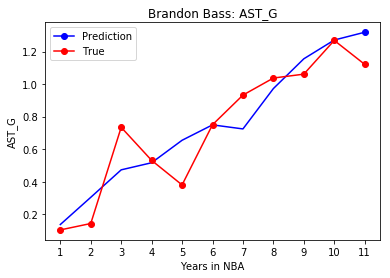 Brandon Bass: AST_G
Prediction
True
AST_G
1.2
1.0
0.8
0.6
0.4
0.2
1 2 3 4 5 6 7 8 9 10 11
Years in NBA